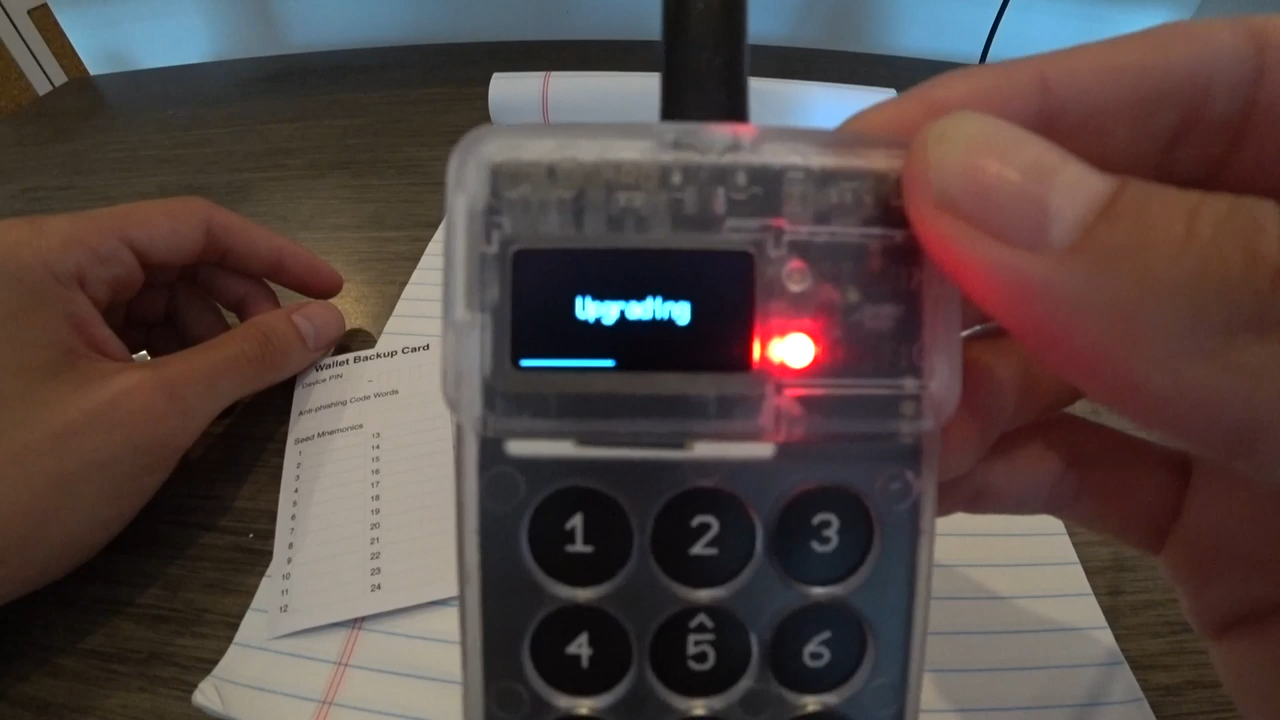 Upgrading
Wallet Backup Card
Device PIN
Anti-phishing Code Words
Seed Mnemonics
1 13
2 14
3 15
4 16
5 17
6 18
7 19
8 20
9 21
10 22
11 23
12 24
1 2 3
4 5 6